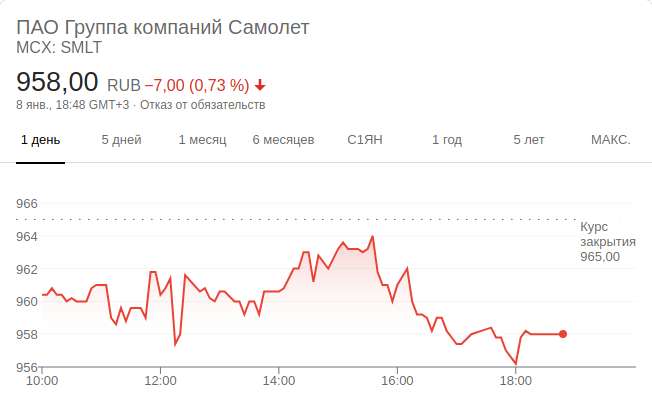 ПАО Группа компаний Самолет
MCX: SMLT
958,00 RUB −7,00 (0,73 %)
8 янв., 18:48 GMT+3 · Отказ от обязательств
1 день 5 дней 1 месяц 6 месяцев С1ЯН 1 год 5 лет МАКС.
966
964
962
960
958
956
Курс
закрытия
965,00
10:00 12:00 14:00 16:00 18:00